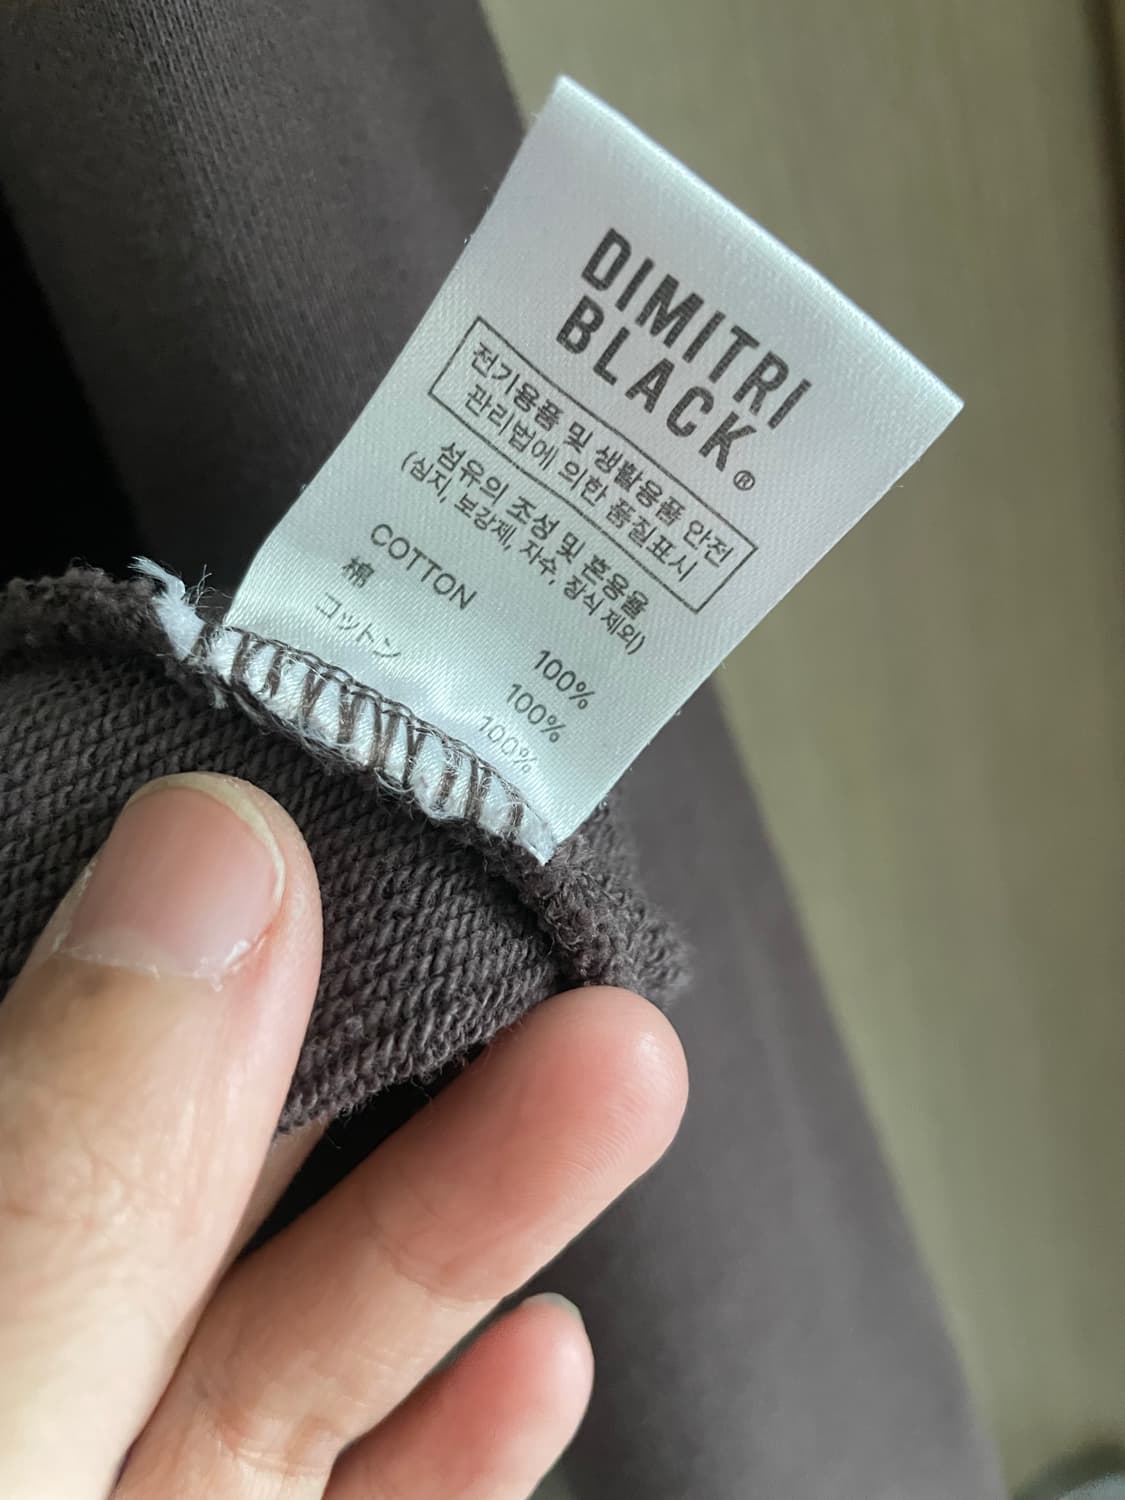 DIMITRI
BLACK®
전기용품 및 생활용품 안전
관리법에 의한 품질표시
섬유의 조성 및 혼용율
(심지, 보강제, 자수, 장식 제외)
COTTON 100%
棉 100%
コットン 100%